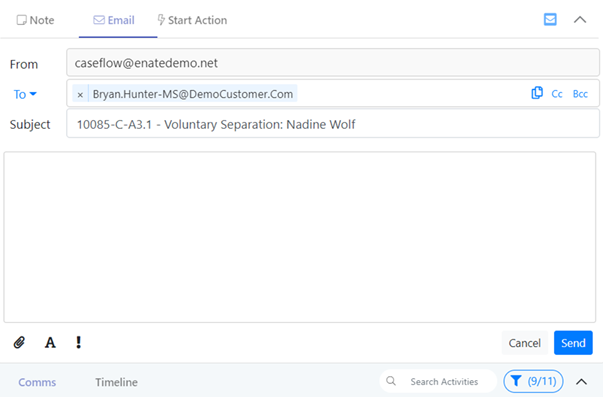 Note Email Start Action
From caseflow@enatedemo.net
To × Bryan.Hunter-MS@DemoCustomer.Com Cc Bcc
Subject 10085-C-A3.1 - Voluntary Separation: Nadine Wolf
A ! Cancel Send
Comms Timeline Search Activities (9/11)